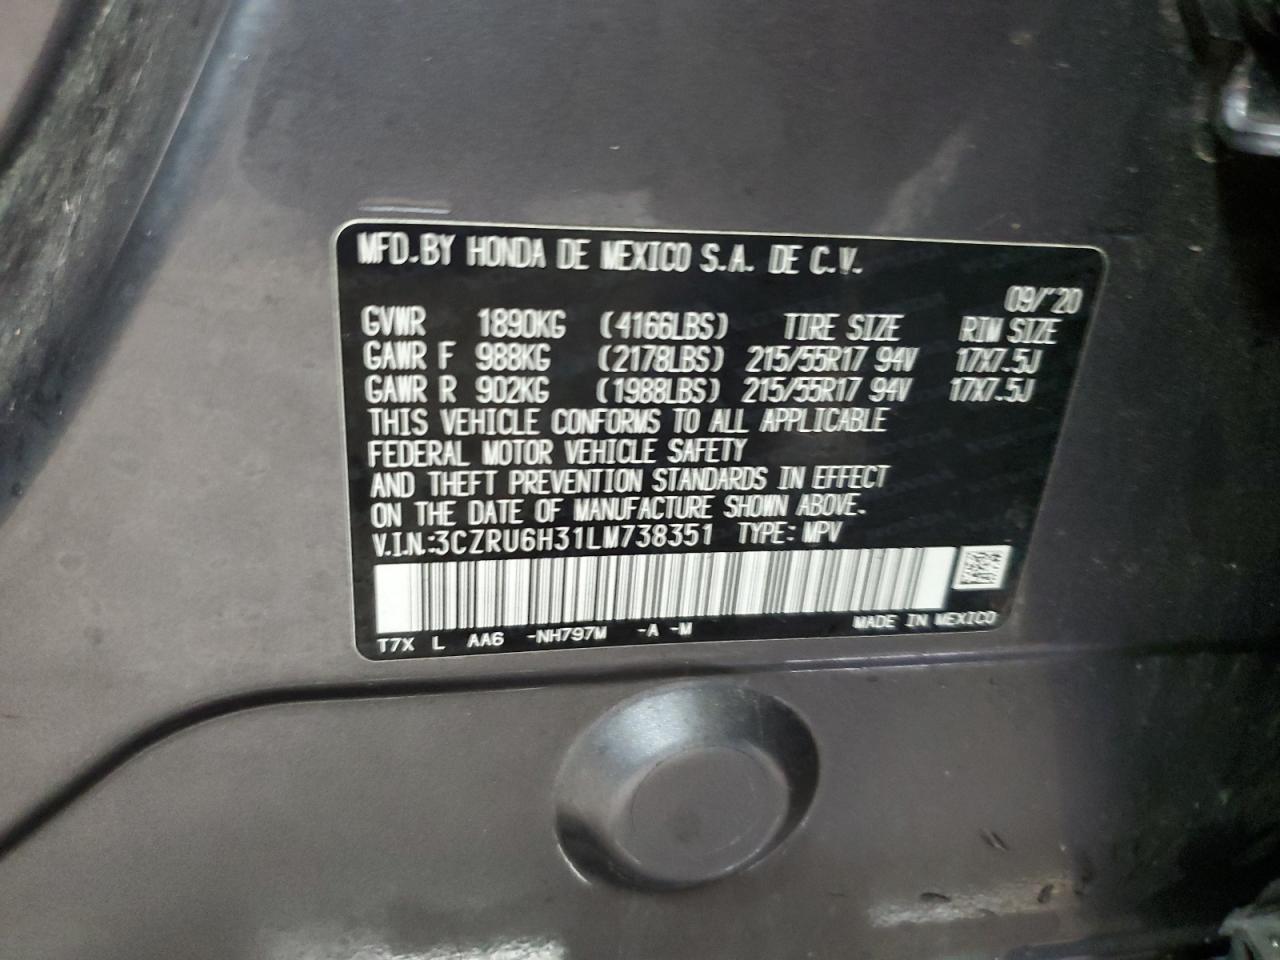 MFD.BY HONDA DE MEXICO S.A. DE C.V.
09/'20
GVWR 1890KG (4166LBS) TIRE SIZE RIM SIZE
GAWR F 988KG (2178LBS) 215/55R17 94V 17X7.5J
GAWR R 902KG (1988LBS) 215/55R17 94V 17X7.5J
THIS VEHICLE CONFORMS TO ALL APPLICABLE
FEDERAL MOTOR VEHICLE SAFETY
AND THEFT PREVENTION STANDARDS IN EFFECT
ON THE DATE OF MANUFACTURE SHOWN ABOVE.
V.I.N.:3CZRU6H31LM738351 TYPE: MPV
T7X L AA6 -NH797M -A -M MADE IN MEXICO